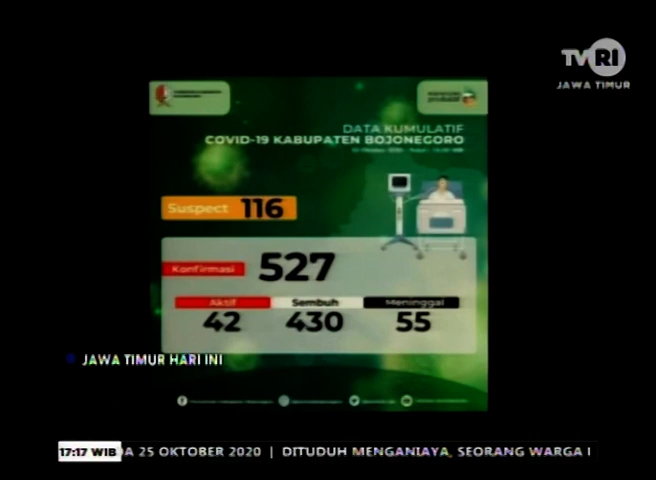 TVRI
JAWA TIMUR
DATA KUMULATIF
COVID-19 KABUPATEN BOJONEGORO
Suspect 116
Konfirmasi 527
Aktif Sembuh Meninggal
42 430 55
JAWA TIMUR HARI INI
17:17 WIB A 25 OKTOBER 2020 | DITUDUH MENGANIAYA, SEORANG WARGA